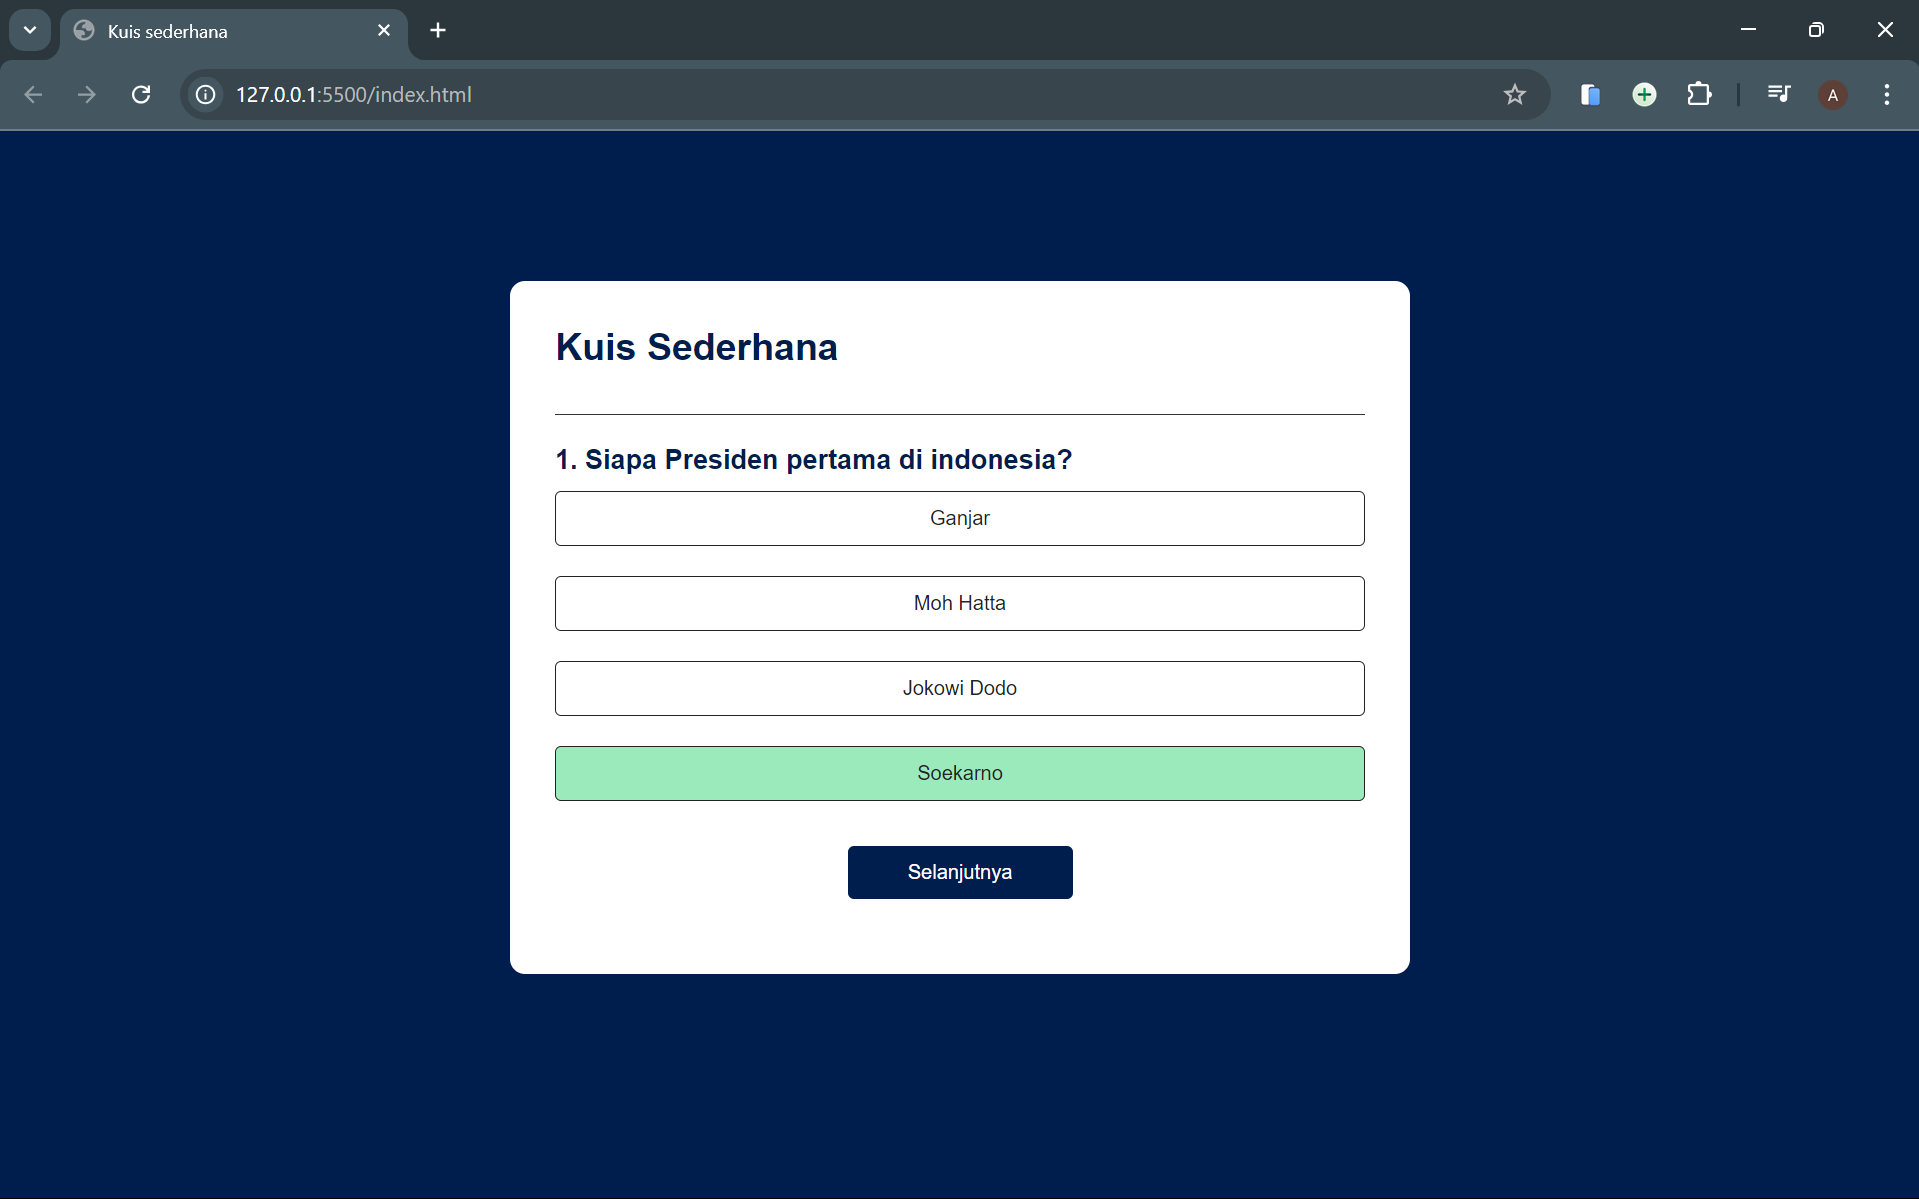 Kuis sederhana
127.0.0.1:5500/index.html
A
Kuis Sederhana
1. Siapa Presiden pertama di indonesia?
Ganjar
Moh Hatta
Jokowi Dodo
Soekarno
Selanjutnya